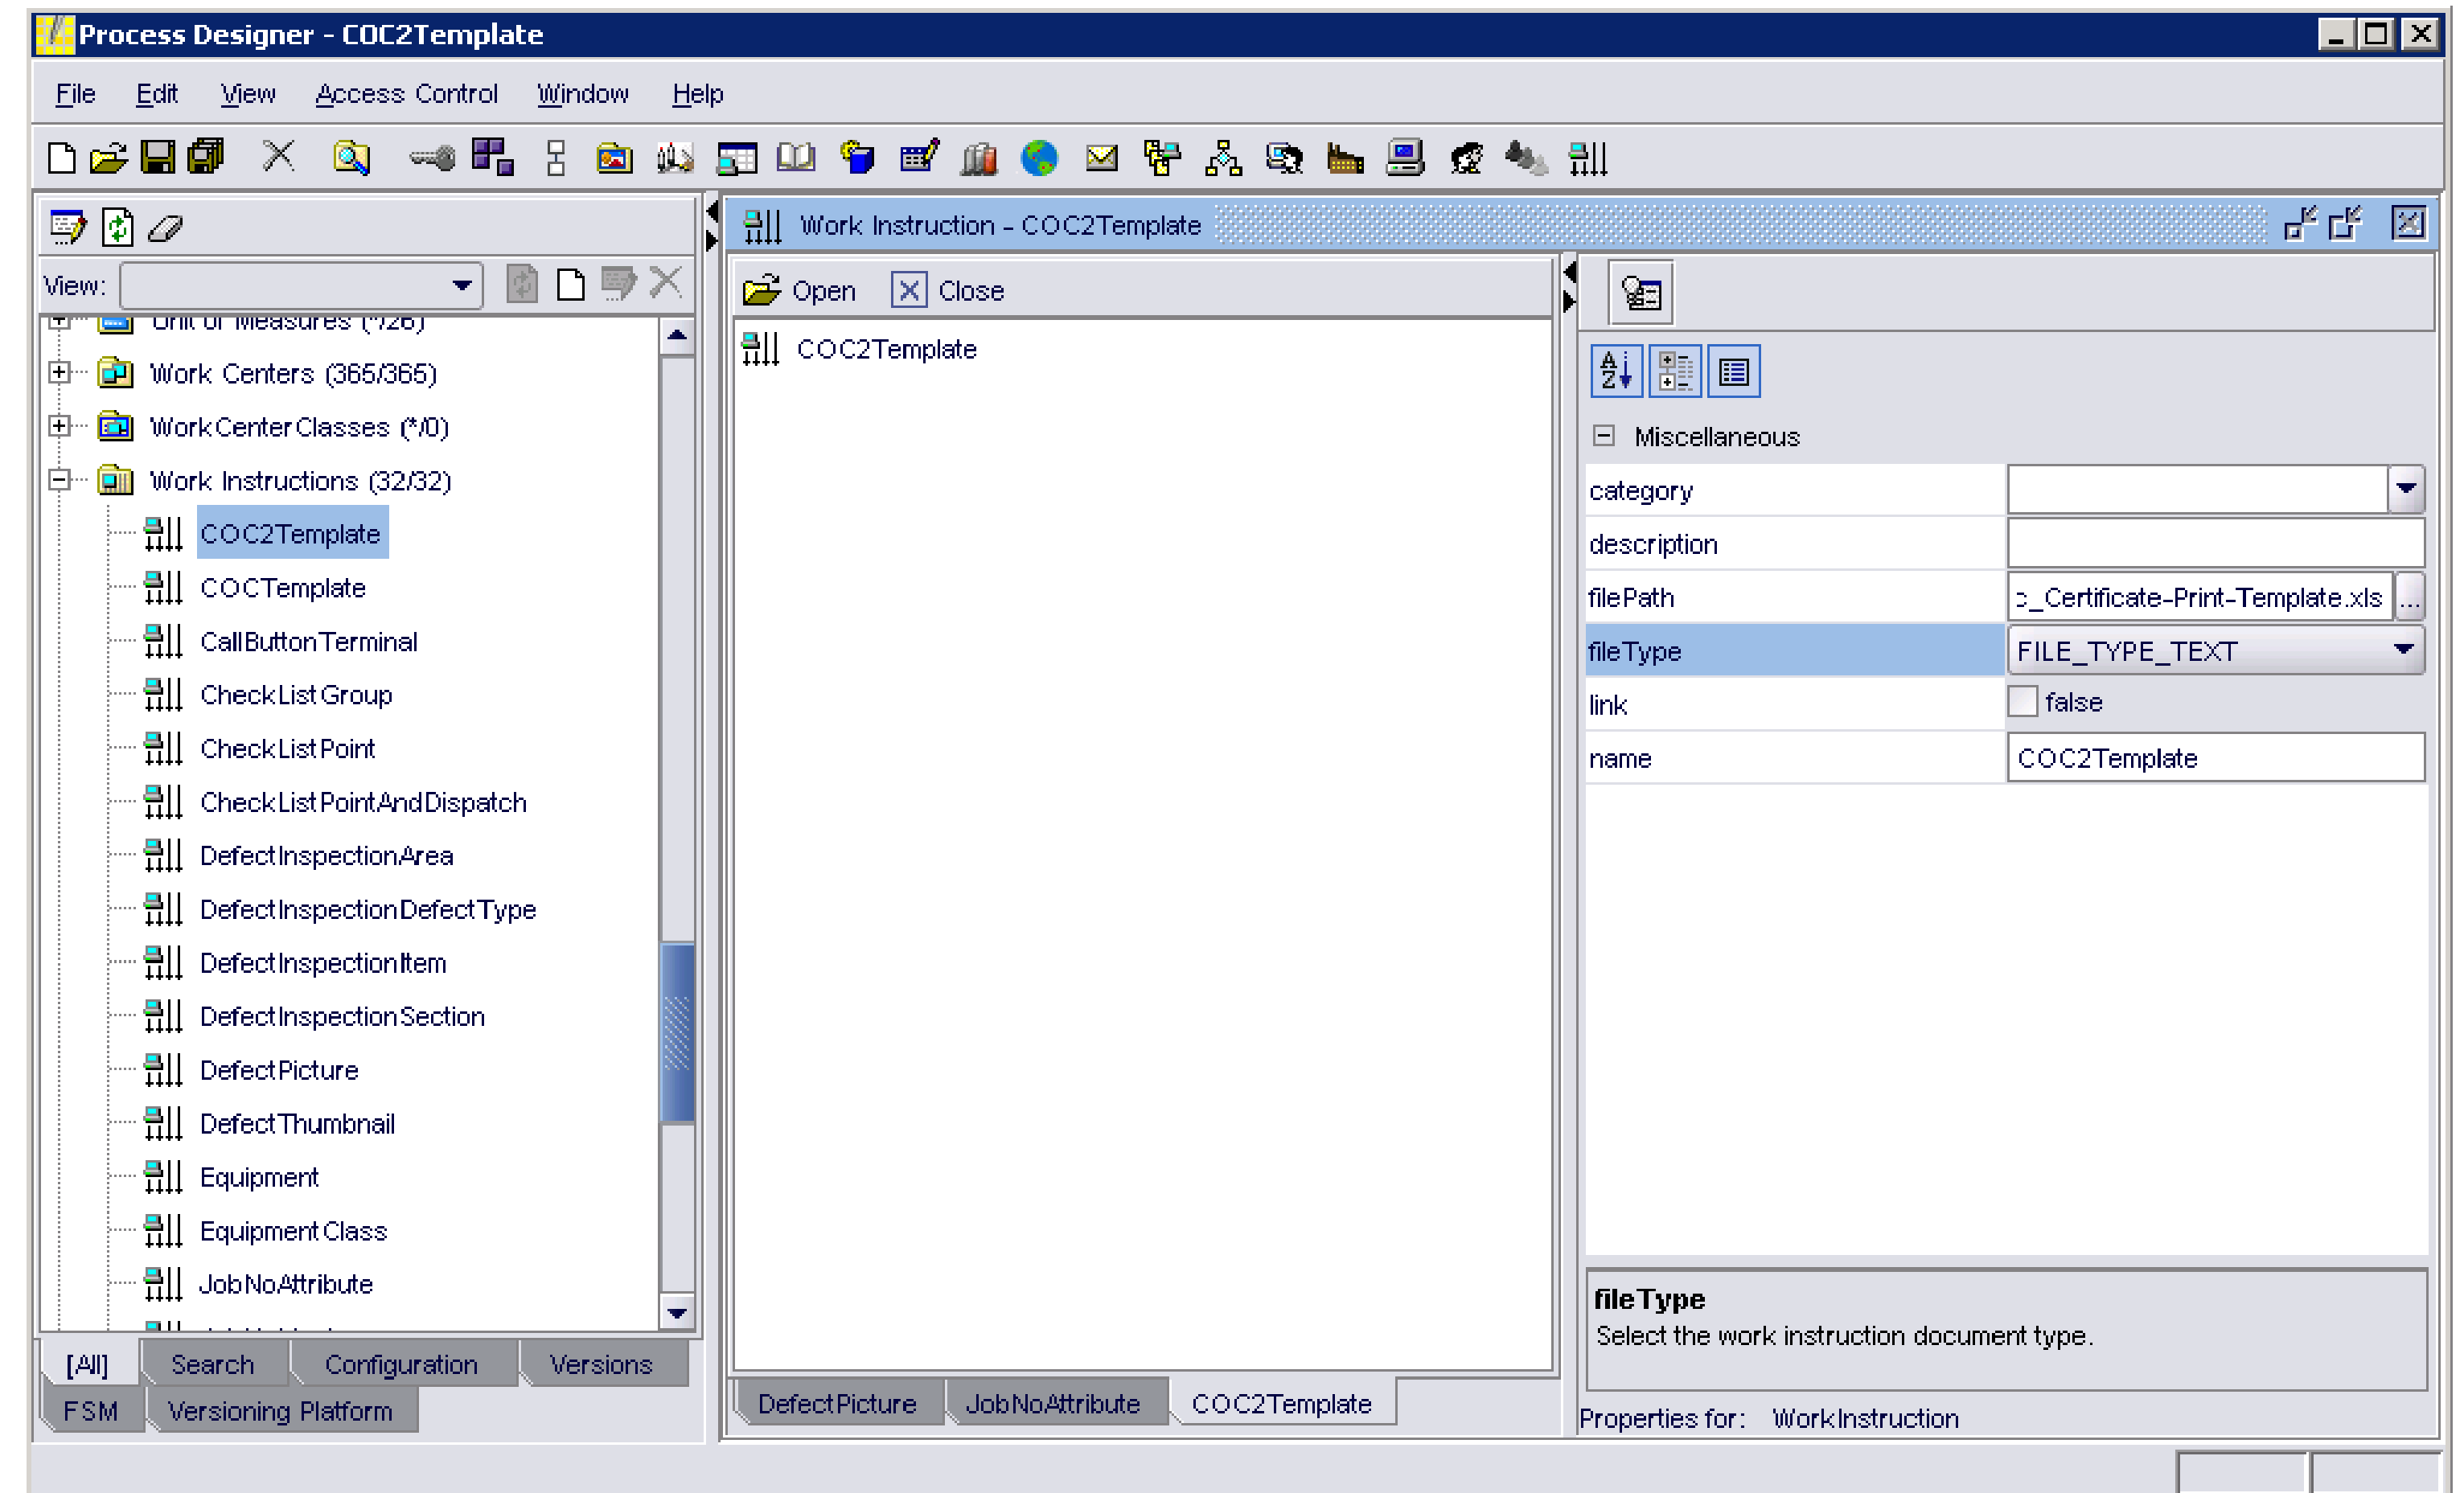 Process Designer - COC2Template
File Edit View Access Control Window Help
View:
Unit of Measures (*/26)
Work Centers (365/365)
WorkCenterClasses (*/0)
Work Instructions (32/32)
COC2Template
COCTemplate
CallButtonTerminal
CheckListGroup
CheckListPoint
CheckListPointAndDispatch
DefectInspectionArea
DefectInspectionDefectType
DefectInspectionItem
DefectInspectionSection
DefectPicture
DefectThumbnail
Equipment
EquipmentClass
JobNoAttribute
[All] Search Configuration Versions
FSM Versioning Platform
Work Instruction - COC2Template
Open Close
COC2Template
DefectPicture JobNoAttribute COC2Template
Miscellaneous
category
description
filePath _Certificate-Print-Template.xls ...
fileType FILE_TYPE_TEXT
link false
name COC2Template
fileType
Select the work instruction document type.
Properties for: WorkInstruction